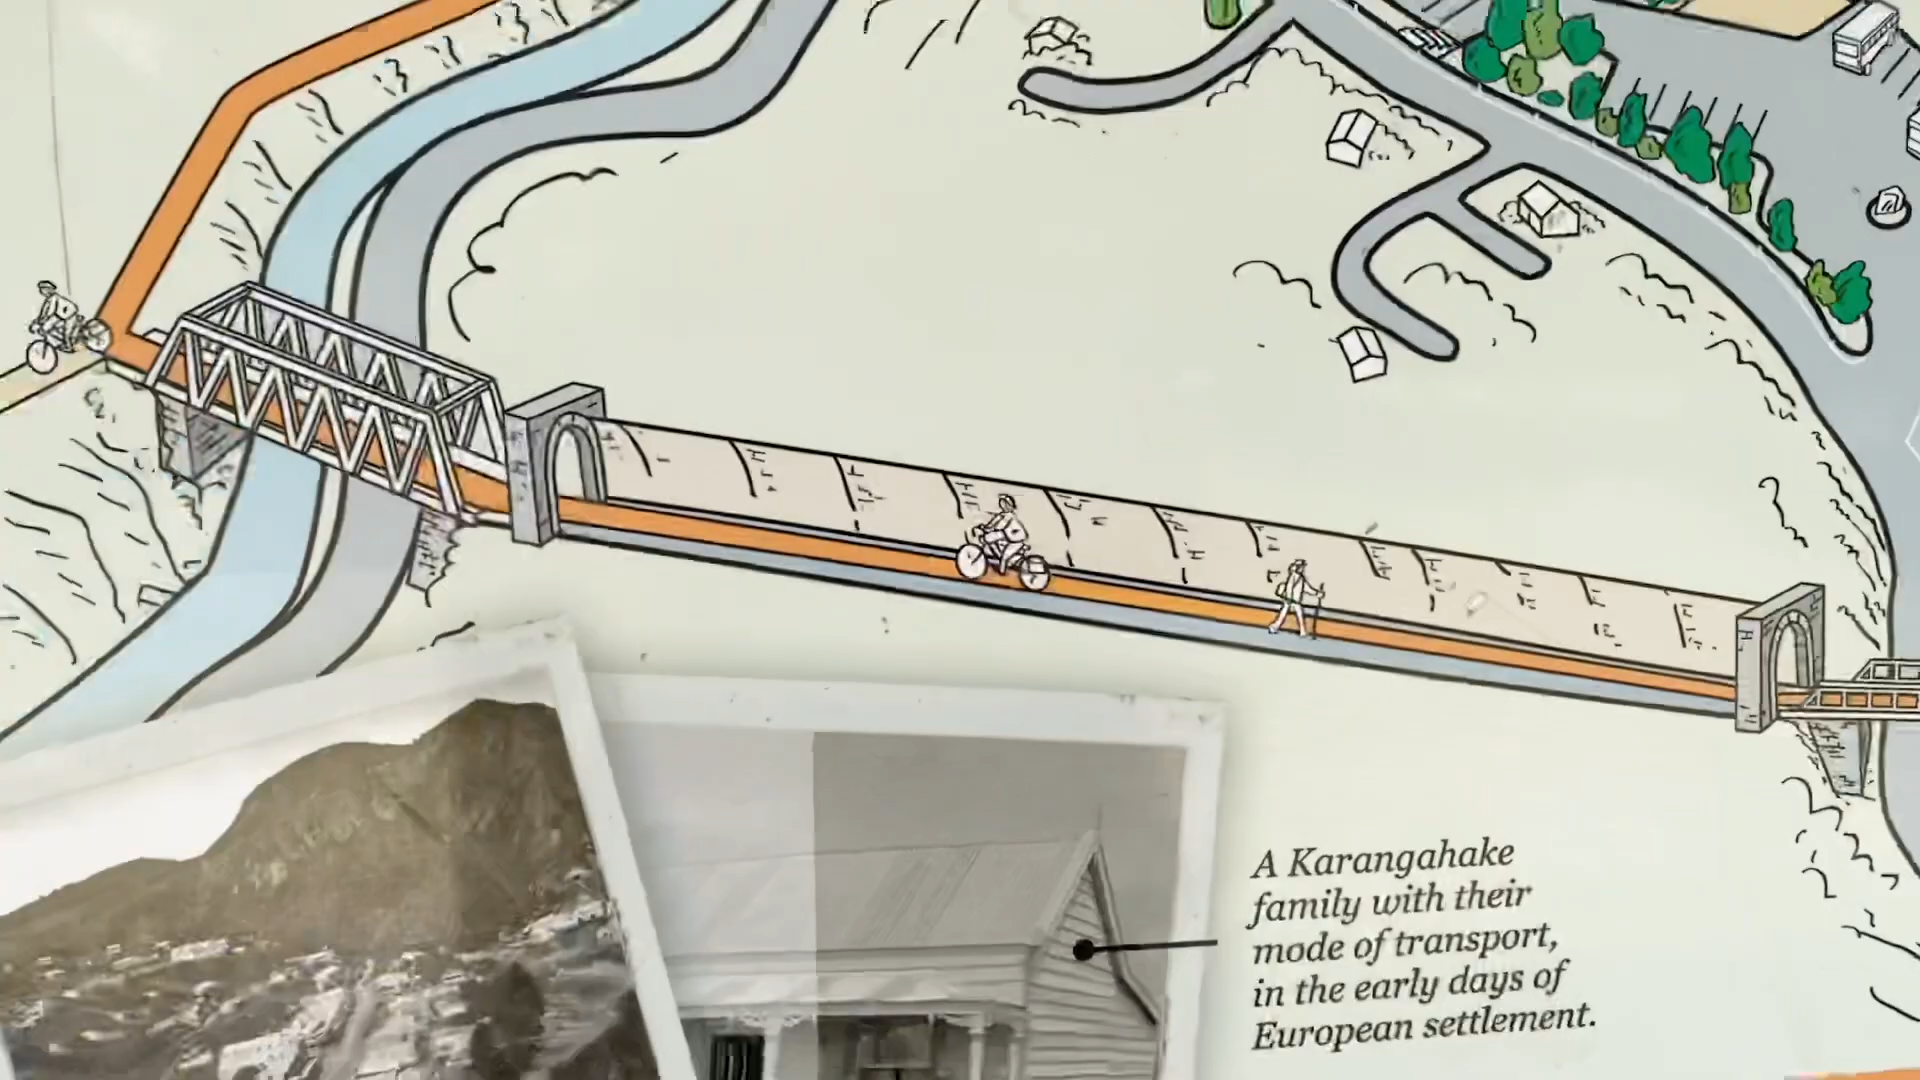 A Karangahake
family with their
mode of transport,
in the early days of
European settlement.